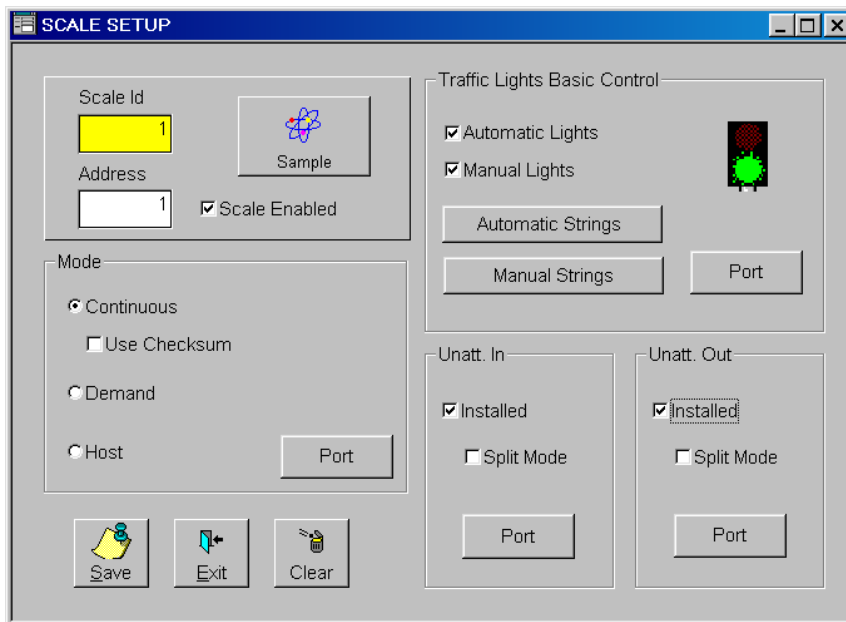 SCALE SETUP
Scale Id
1
Sample
Address
1
Scale Enabled
Mode
Continuous
Use Checksum
Demand
Host
Port
Save
Exit
Clear
Traffic Lights Basic Control
Automatic Lights
Manual Lights
Automatic Strings
Manual Strings
Port
Unatt. In
Installed
Split Mode
Port
Unatt. Out
Installed
Split Mode
Port